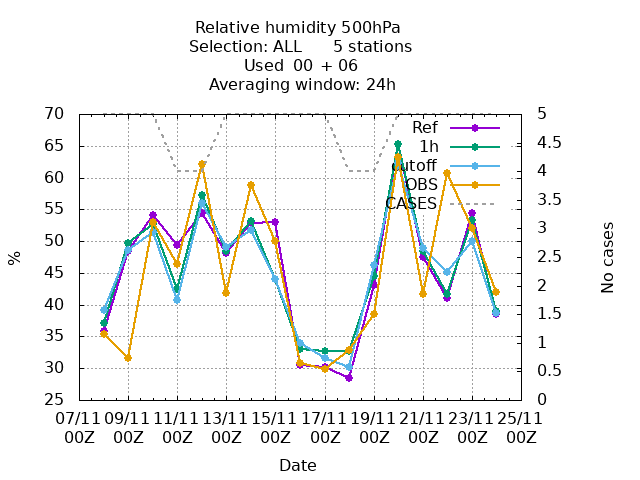 Relative humidity 500hPa
Selection: ALL 5 stations
Used 00 + 06
Averaging window: 24h
70
65
60
55
50
45
40
35
30
25
%
5
4.5
4
3.5
3
2.5
2
1.5
1
0.5
0
No cases
Ref
1h
OBS
CASES
07/11 09/11 11/11 13/11 15/11 17/11 19/11 21/11 23/11 25/11
00Z 00Z 00Z 00Z 00Z 00Z 00Z 00Z 00Z 00Z
Date